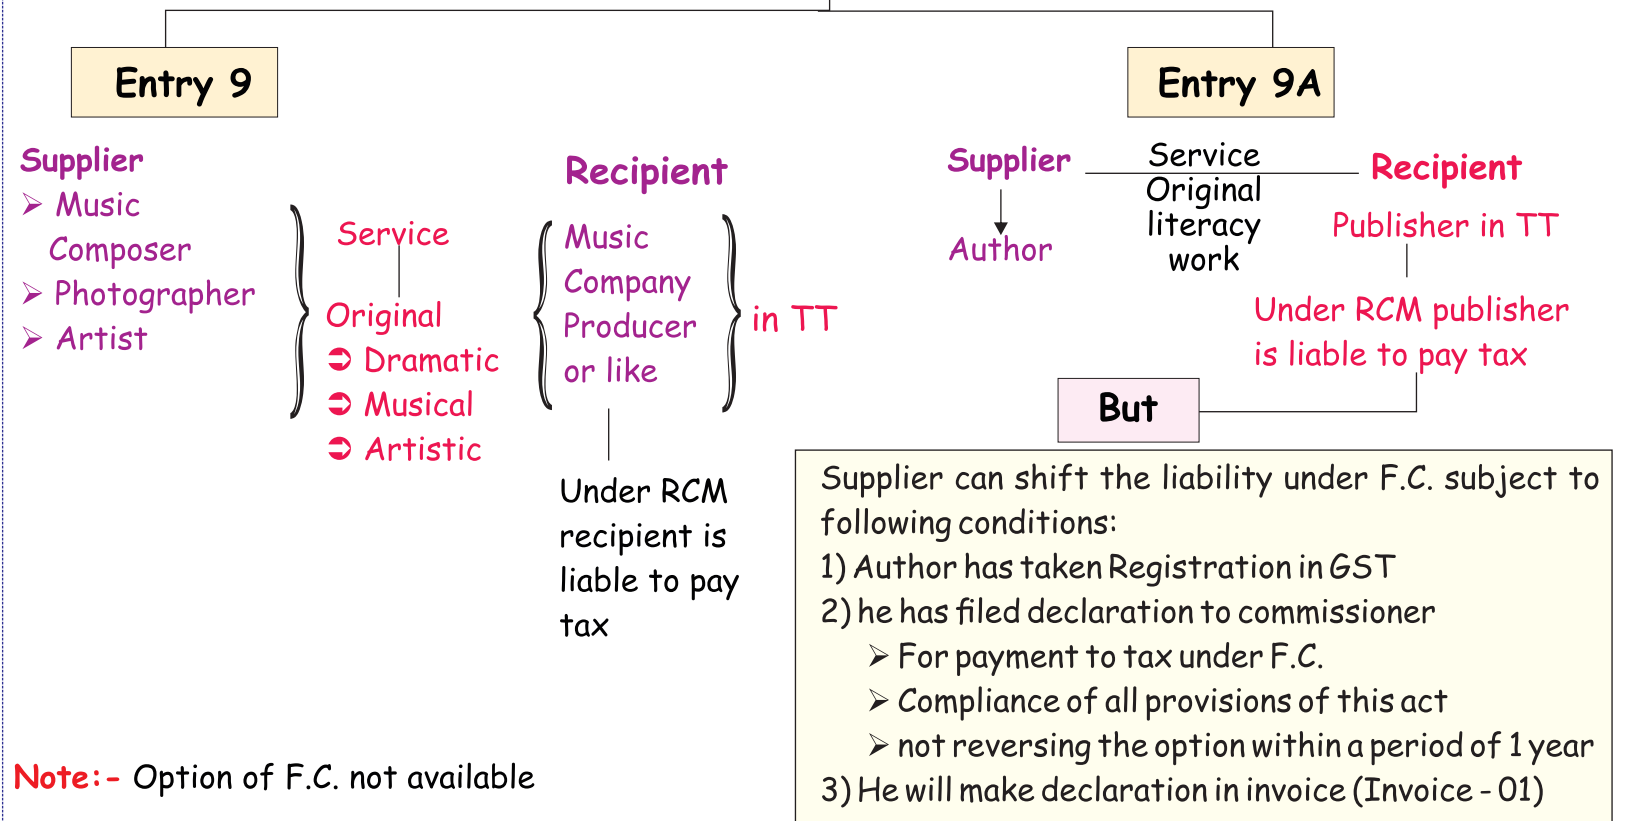 Entry 9
Supplier
➢ Music
Composer
➢ Photographer
➢ Artist
Service
Original
➲ Dramatic
➲ Musical
➲ Artistic
Recipient
Music
Company
Producer
or like
in TT
Under RCM
recipient is
liable to pay
tax
Note:- Option of F.C. not available
Entry 9A
Supplier
Author
Service
Original
literacy
work
Recipient
Publisher in TT
Under RCM publisher
is liable to pay tax
But
Supplier can shift the liability under F.C. subject to
following conditions:
1) Author has taken Registration in GST
2) he has filed declaration to commissioner
➢ For payment to tax under F.C.
➢ Compliance of all provisions of this act
➢ not reversing the option within a period of 1 year
3) He will make declaration in invoice (Invoice - 01)